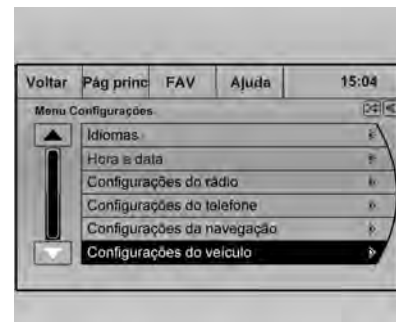 Voltar Pág princ FAV Ajuda 15:04
Menu Configurações
Idiomas
Hora e data
Configurações do rádio
Configurações do telefone
Configurações da navegação
Configurações do veículo